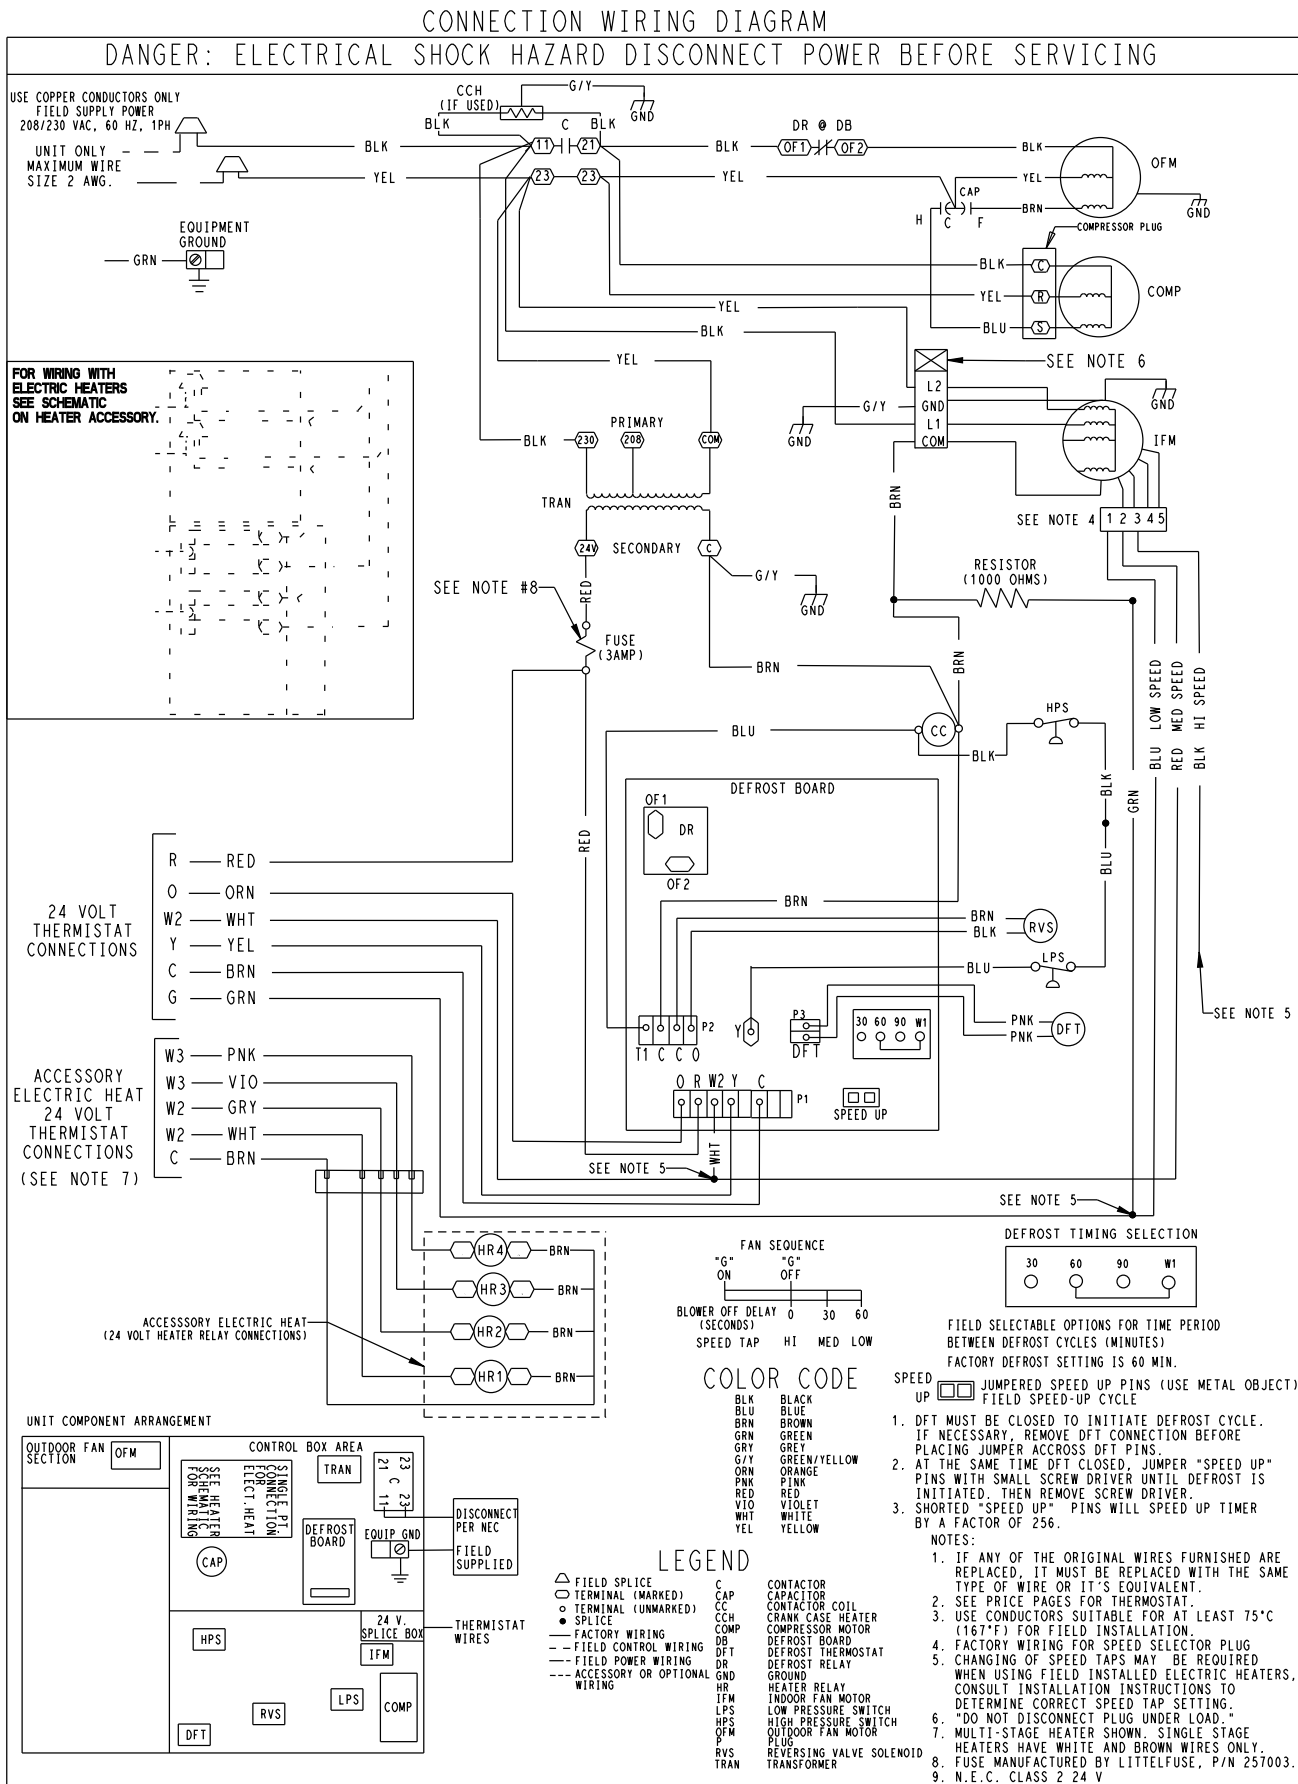 CONNECTION WIRING DIAGRAM
DANGER: ELECTRICAL SHOCK HAZARD DISCONNECT POWER BEFORE SERVICING
USE COPPER CONDUCTORS ONLY
FIELD SUPPLY POWER
208/230 VAC, 60 HZ, 1PH
UNIT ONLY
MAXIMUM WIRE
SIZE 2 AWG.
CCH
(IF USED)
G/Y
GND
BLK
C
BLK
BLK
11
21
BLK
DR @ DB
OF1
OF2
BLK
OFM
YEL
23
23
YEL
YEL
CAP
BRN
GND
H
C
F
COMPRESSOR PLUG
EQUIPMENT
GROUND
GRN
BLK
C
YEL
R
COMP
BLU
S
YEL
BLK
YEL
SEE NOTE 6
FOR WIRING WITH
ELECTRIC HEATERS
SEE SCHEMATIC
ON HEATER ACCESSORY.
L2
GND
L1
COM
G/Y
GND
GND
IFM
PRIMARY
BLK
230
208
COM
TRAN
BRN
SEE NOTE 4
1 2 3 4 5
24V
SECONDARY
C
G/Y
GND
SEE NOTE #8
RED
FUSE
(3AMP)
RESISTOR
(1000 OHMS)
BRN
BRN
BLU
CC
BLK
HPS
BLU LOW SPEED
RED MED SPEED
BLK HI SPEED
DEFROST BOARD
OF1
DR
OF2
RED
BLK
GRN
BLU
24 VOLT
THERMISTAT
CONNECTIONS
R RED
O ORN
W2 WHT
Y YEL
C BRN
G GRN
BRN
BRN
BLK
RVS
BLU
LPS
SEE NOTE 5
P2
T1 C C O
Y
P3
DFT
30 60 90 W1
PNK
PNK
DFT
O R W2 Y C
P1
SPEED UP
ACCESSORY
ELECTRIC HEAT
24 VOLT
THERMISTAT
CONNECTIONS
(SEE NOTE 7)
W3 PNK
W3 VIO
W2 GRY
W2 WHT
C BRN
WHT
SEE NOTE 5
SEE NOTE 5
HR4
BRN
HR3
BRN
HR2
BRN
HR1
BRN
ACCESSSORY ELECTRIC HEAT
(24 VOLT HEATER RELAY CONNECTIONS)
FAN SEQUENCE
"G" "G"
ON OFF
BLOWER OFF DELAY 0 30 60
(SECONDS)
SPEED TAP HI MED LOW
DEFROST TIMING SELECTION
30 60 90 W1
FIELD SELECTABLE OPTIONS FOR TIME PERIOD
BETWEEN DEFROST CYCLES (MINUTES)
FACTORY DEFROST SETTING IS 60 MIN.
SPEED
UP
JUMPERED SPEED UP PINS (USE METAL OBJECT)
FIELD SPEED-UP CYCLE
1. DFT MUST BE CLOSED TO INITIATE DEFROST CYCLE.
IF NECESSARY, REMOVE DFT CONNECTION BEFORE
PLACING JUMPER ACCROSS DFT PINS.
2. AT THE SAME TIME DFT CLOSED, JUMPER "SPEED UP"
PINS WITH SMALL SCREW DRIVER UNTIL DEFROST IS
INITIATED. THEN REMOVE SCREW DRIVER.
3. SHORTED "SPEED UP" PINS WILL SPEED UP TIMER
BY A FACTOR OF 256.
NOTES:
1. IF ANY OF THE ORIGINAL WIRES FURNISHED ARE
REPLACED, IT MUST BE REPLACED WITH THE SAME
TYPE OF WIRE OR IT'S EQUIVALENT.
2. SEE PRICE PAGES FOR THERMOSTAT.
3. USE CONDUCTORS SUITABLE FOR AT LEAST 75°C
(167°F) FOR FIELD INSTALLATION.
4. FACTORY WIRING FOR SPEED SELECTOR PLUG
5. CHANGING OF SPEED TAPS MAY BE REQUIRED
WHEN USING FIELD INSTALLED ELECTRIC HEATERS,
CONSULT INSTALLATION INSTRUCTIONS TO
DETERMINE CORRECT SPEED TAP SETTING.
6. "DO NOT DISCONNECT PLUG UNDER LOAD."
7. MULTI-STAGE HEATER SHOWN. SINGLE STAGE
HEATERS HAVE WHITE AND BROWN WIRES ONLY.
8. FUSE MANUFACTURED BY LITTELFUSE, P/N 257003.
9. N.E.C. CLASS 2 24 V
COLOR CODE
BLK BLACK
BLU BLUE
BRN BROWN
GRN GREEN
GRY GREY
G/Y GREEN/YELLOW
ORN ORANGE
PNK PINK
RED RED
VIO VIOLET
WHT WHITE
YEL YELLOW
LEGEND
FIELD SPLICE
TERMINAL (MARKED)
TERMINAL (UNMARKED)
SPLICE
FACTORY WIRING
FIELD CONTROL WIRING
FIELD POWER WIRING
ACCESSORY OR OPTIONAL
WIRING
C CONTACTOR
CAP CAPACITOR
CC CONTACTOR COIL
CCH CRANK CASE HEATER
COMP COMPRESSOR MOTOR
DB DEFROST BOARD
DFT DEFROST THERMOSTAT
DR DEFROST RELAY
GND GROUND
HR HEATER RELAY
IFM INDOOR FAN MOTOR
LPS LOW PRESSURE SWITCH
HPS HIGH PRESSURE SWITCH
OFM OUTDOOR FAN MOTOR
P PLUG
RVS REVERSING VALVE SOLENOID
TRAN TRANSFORMER
UNIT COMPONENT ARRANGEMENT
OUTDOOR FAN
SECTION
OFM
CONTROL BOX AREA
SINGLE PT.
CONNECTION
FOR
ELECT.HEAT
SEE HEATER
SCHEMATIC
FOR WIRING
TRAN
23
21
C
11
23
CAP
DEFROST
BOARD
EQUIP GND
DISCONNECT
PER NEC
FIELD
SUPPLIED
24 V.
SPLICE BOX
THERMISTAT
WIRES
HPS
IFM
LPS
RVS
COMP
DFT